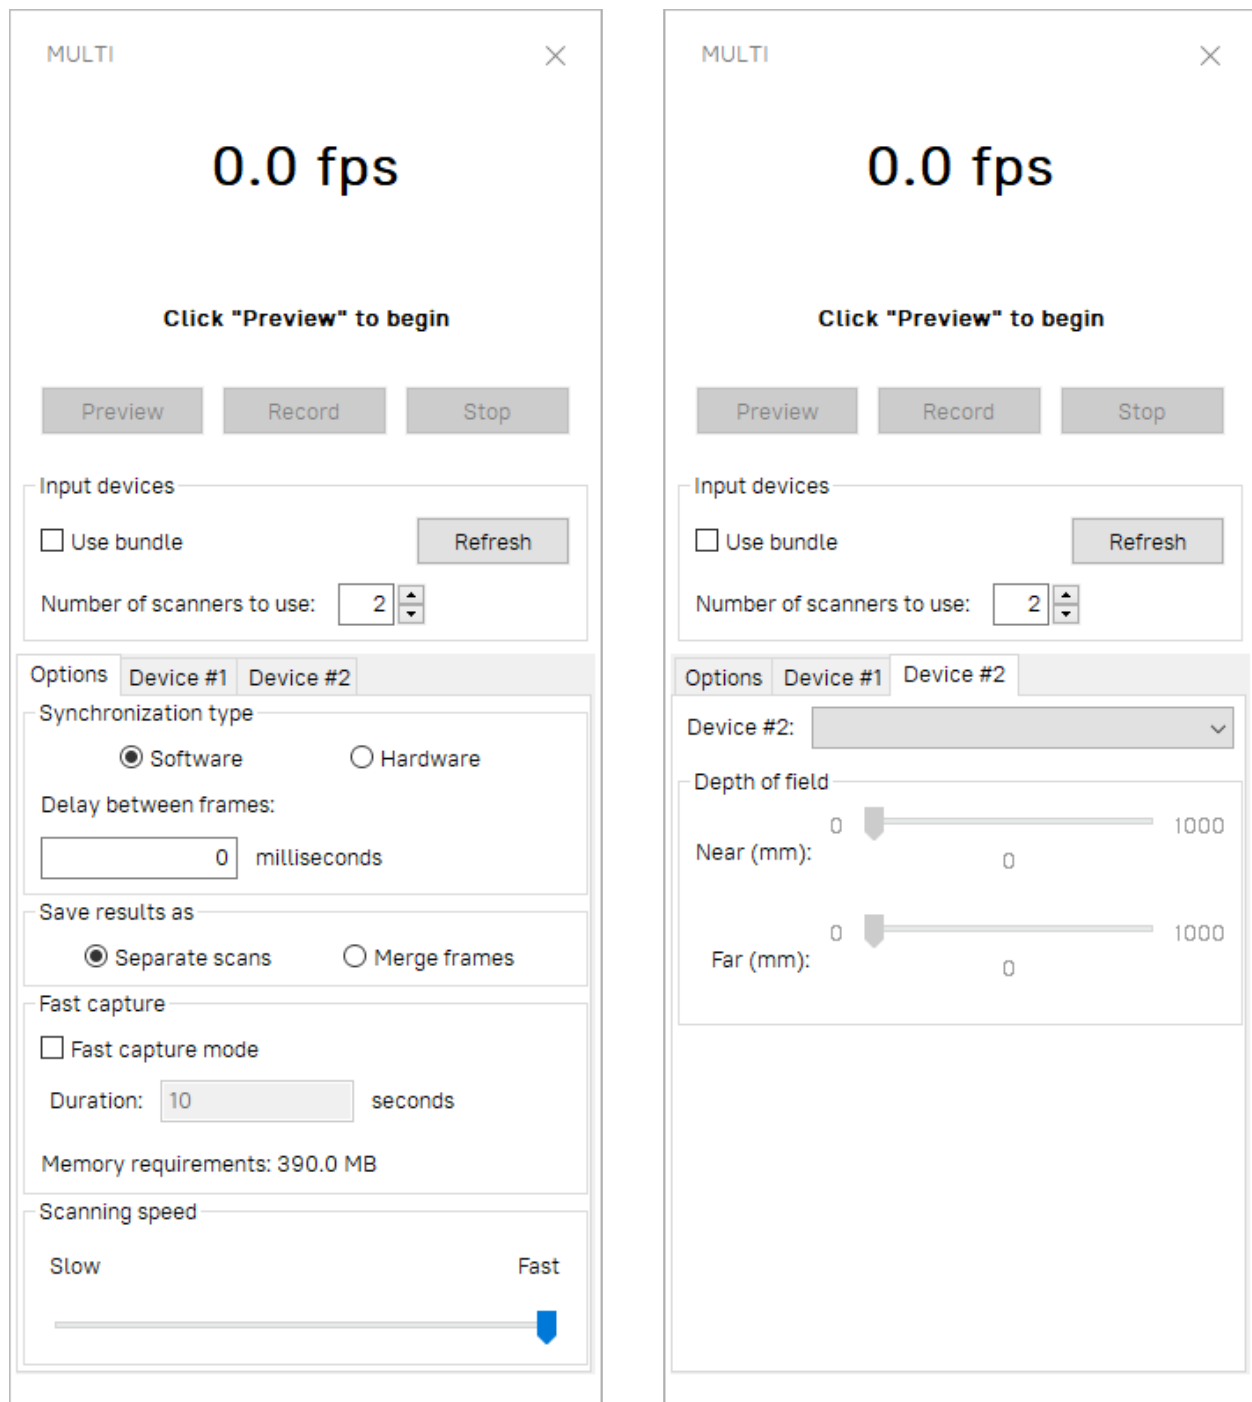 MULTI
0.0 fps
Click "Preview" to begin
Preview Record Stop
Input devices
Use bundle Refresh
Number of scanners to use: 2
Options Device #1 Device #2
Synchronization type
Software Hardware
Delay between frames:
0 milliseconds
Save results as
Separate scans Merge frames
Fast capture
Fast capture mode
Duration: 10 seconds
Memory requirements: 390.0 MB
Scanning speed
Slow Fast
MULTI
0.0 fps
Click "Preview" to begin
Preview Record Stop
Input devices
Use bundle Refresh
Number of scanners to use: 2
Options Device #1 Device #2
Device #2:
Depth of field
0 1000
Near (mm):
0
0 1000
Far (mm):
0